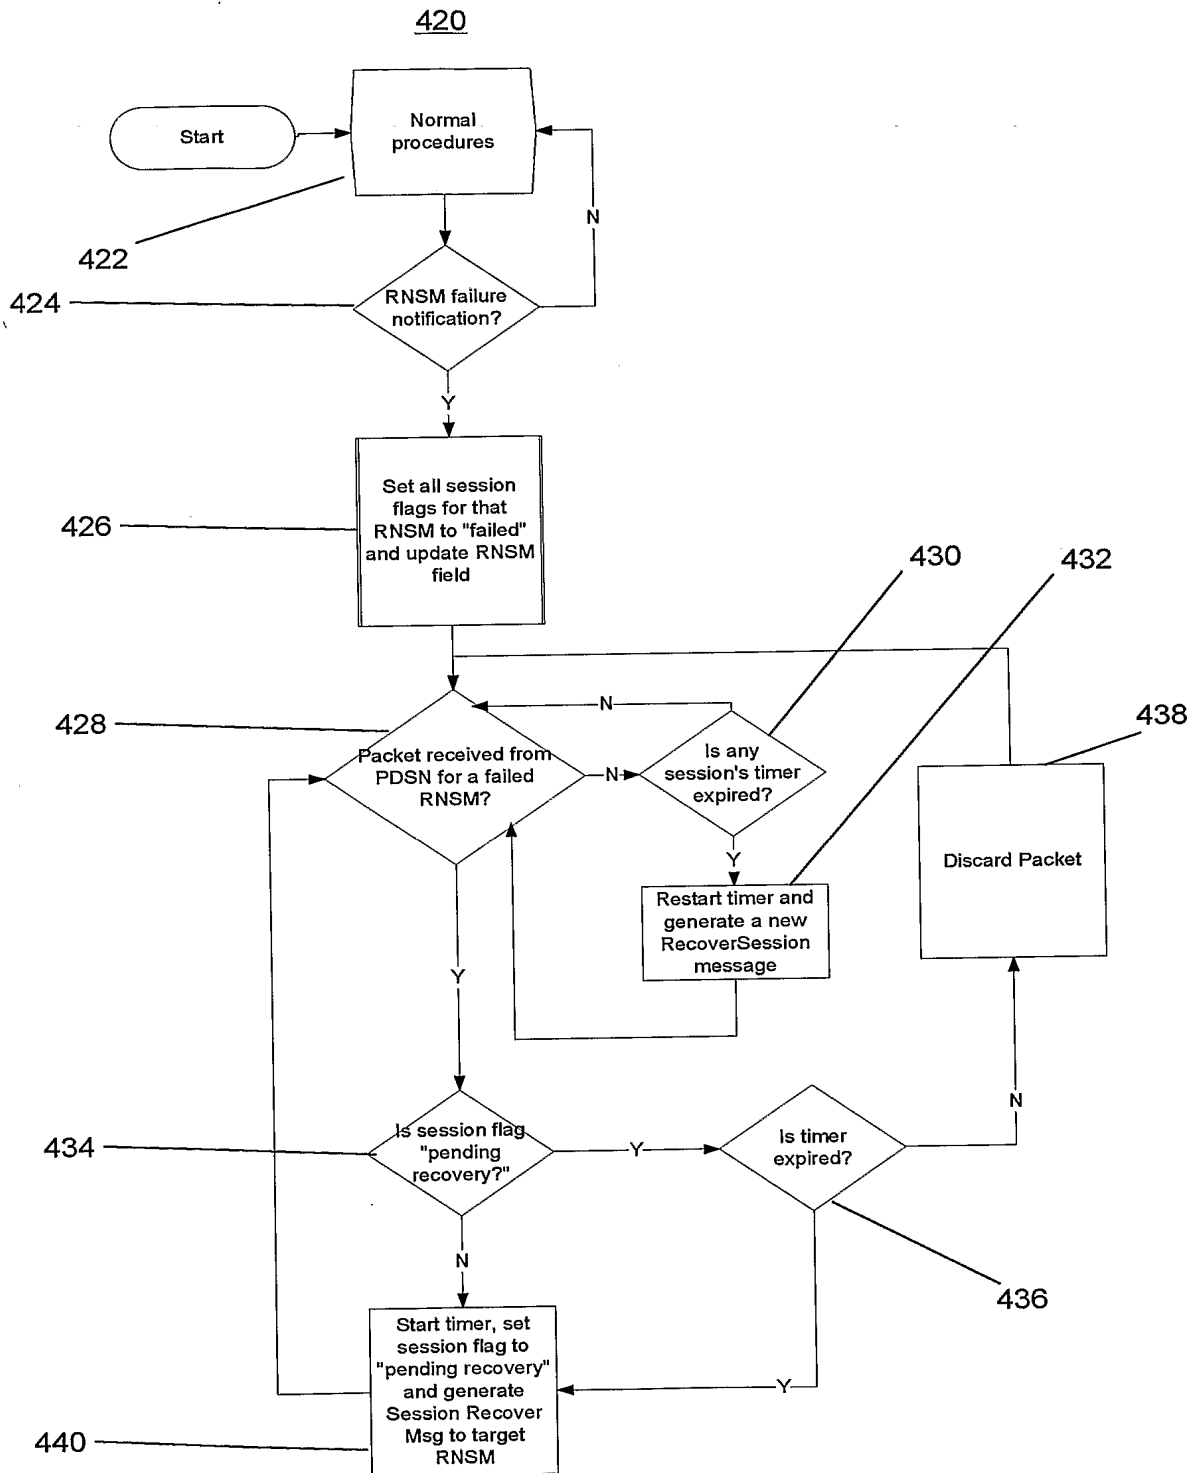 420
Start
Normal
procedures
N
422
424
RNSM failure
notification?
Y
426
Set all session
flags for that
RNSM to "failed"
and update RNSM
field
430
432
428
N
438
Packet received from
PDSN for a failed
RNSM?
N
Is any
session's timer
expired?
Y
Discard Packet
Restart timer and
generate a new
RecoverSession
message
Y
N
434
Is session flag
"pending
recovery?"
Y
Is timer
expired?
N
436
Start timer, set
session flag to
"pending recovery"
and generate
Session Recover
Msg to target
RNSM
Y
440